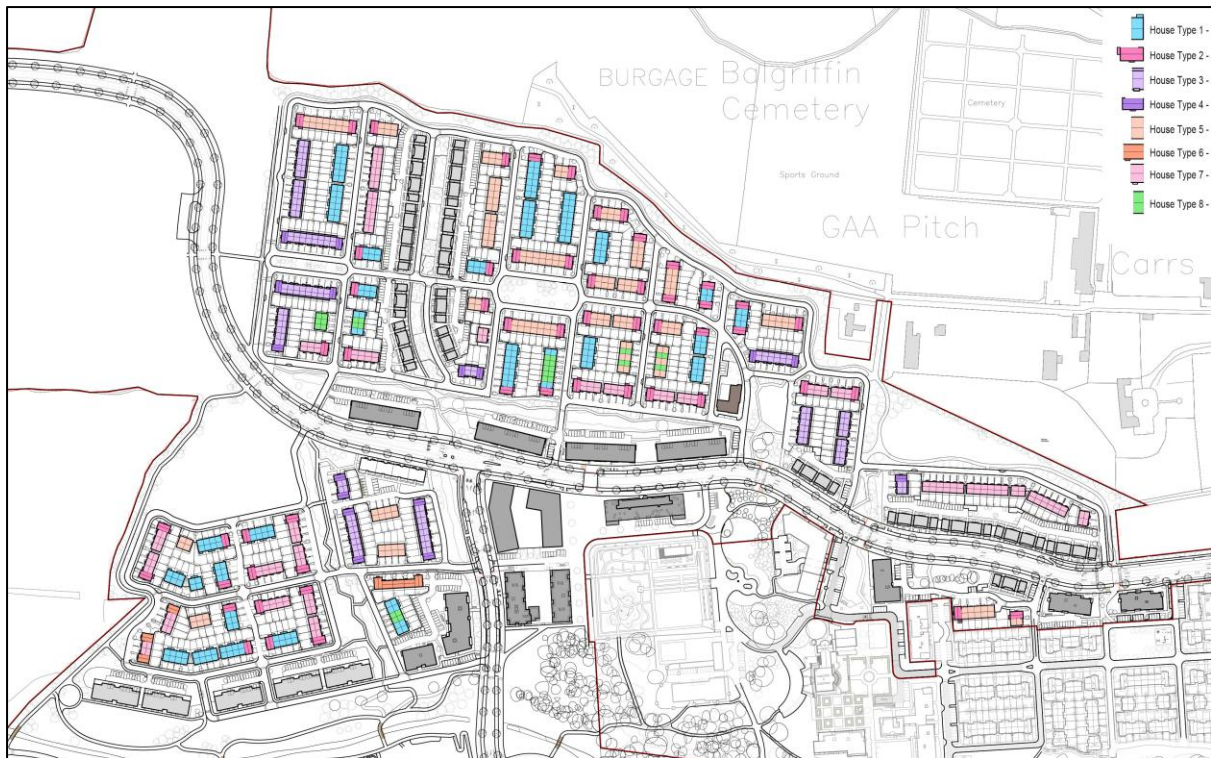 House Type 1 -
House Type 2 -
House Type 3 -
House Type 4 -
House Type 5 -
House Type 6 -
House Type 7 -
House Type 8 -
BURGAGE Balgriffin
Cemetery
Cemetery
Sports Ground
GAA Pitch
Carrs